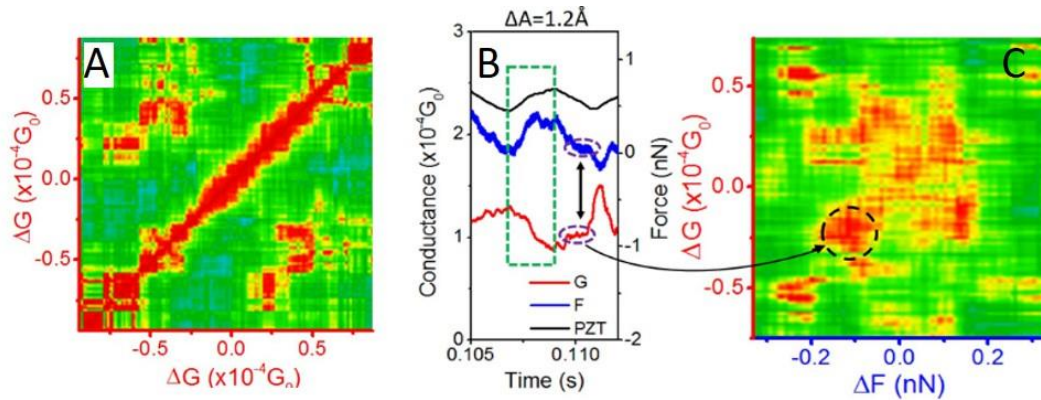 A
ΔG (x10⁻⁴G₀)
0.5
0.0
-0.5
-0.5
0.0
0.5
ΔG (x10⁻⁴G₀)
ΔA=1.2Å
B
Conductance (x10⁻⁴G₀)
3
2
1
0
1
0
-1
-2
Force (nN)
G
F
PZT
0.105
0.110
Time (s)
C
ΔG (x10⁻⁴G₀)
0.5
0.0
-0.5
-0.2
0.0
0.2
ΔF (nN)